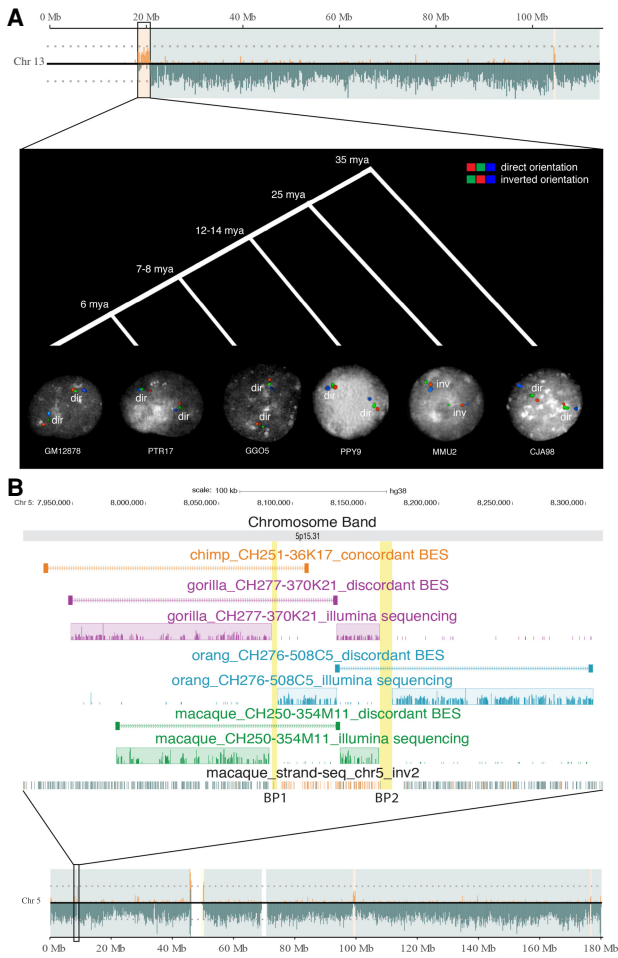 A
0 Mb 20 Mb 40 Mb 60 Mb 80 Mb 100 Mb
Chr 13
35 mya
direct orientation
inverted orientation
25 mya
12-14 mya
7-8 mya
6 mya
dir dir dir dir inv dir
dir dir dir dir inv dir
GM12878 PTR17 GGO5 PPY9 MMU2 CJA98
B
scale: 100 kb hg38
Chr 5: 7,950,000 8,000,000 8,050,000 8,100,000 8,150,000 8,200,000 8,250,000 8,300,000
Chromosome Band
5p15.31
chimp_CH251-36K17_concordant BES
gorilla_CH277-370K21_discordant BES
gorilla_CH277-370K21_illumina sequencing
orang_CH276-508C5_discordant BES
orang_CH276-508C5_illumina sequencing
macaque_CH250-354M11_discordant BES
macaque_CH250-354M11_illumina sequencing
macaque_strand-seq_chr5_inv2
BP1 BP2
Chr 5
0 Mb 20 Mb 40 Mb 60 Mb 80 Mb 100 Mb 120 Mb 140 Mb 160 Mb 180 Mb